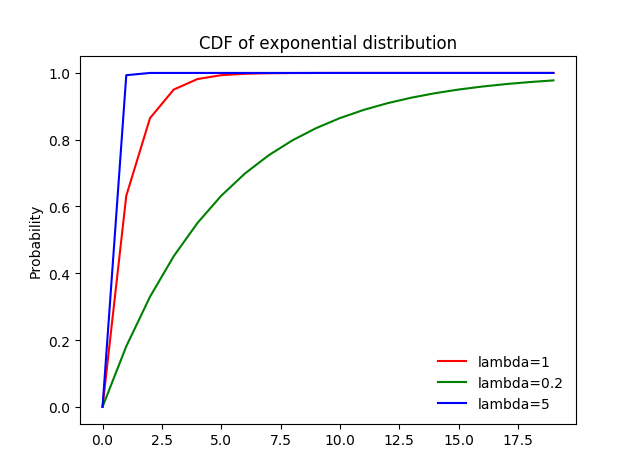 CDF of exponential distribution
1.0
0.8
0.6
0.4
0.2
0.0
Probability
lambda=1
lambda=0.2
lambda=5
0.0 2.5 5.0 7.5 10.0 12.5 15.0 17.5